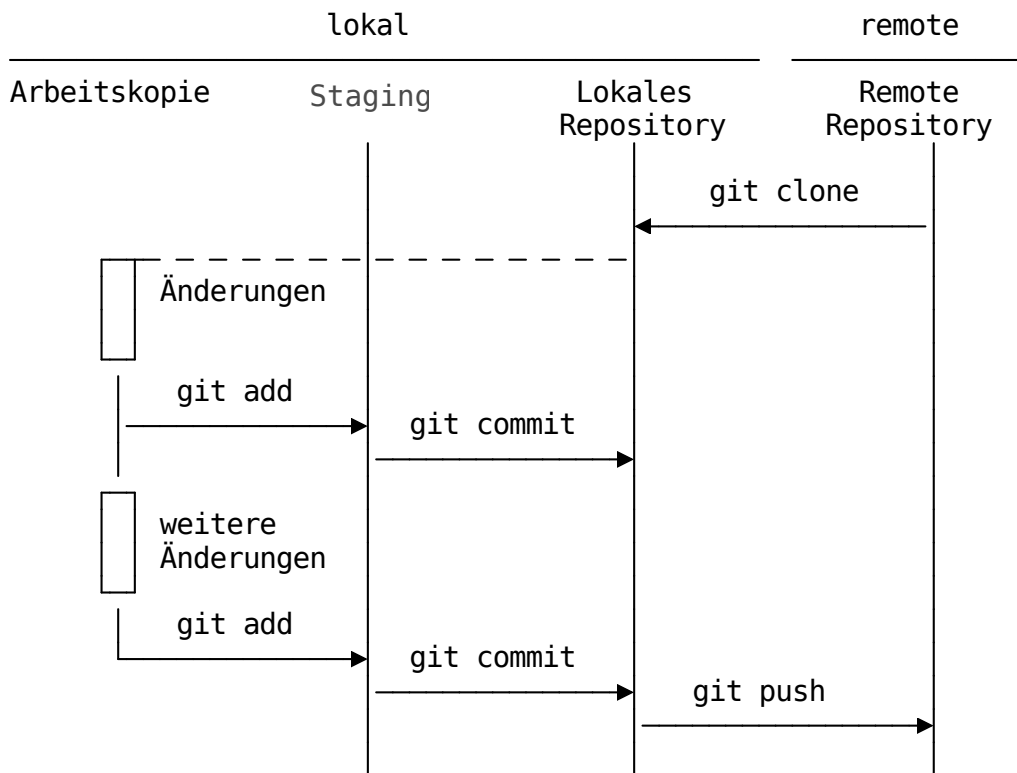 lokal
remote
Arbeitskopie
Staging
Lokales
Repository
Remote
Repository
git clone
Änderungen
git add
git commit
weitere
Änderungen
git add
git commit
git push